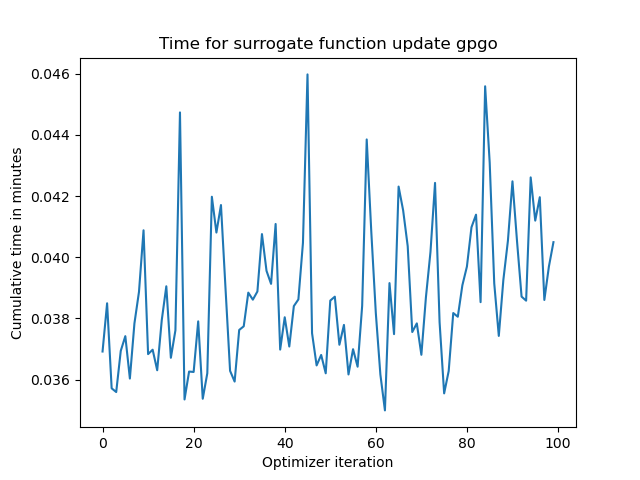 Time for surrogate function update gpgo
Cumulative time in minutes
0.046
0.044
0.042
0.040
0.038
0.036
0 20 40 60 80 100
Optimizer iteration